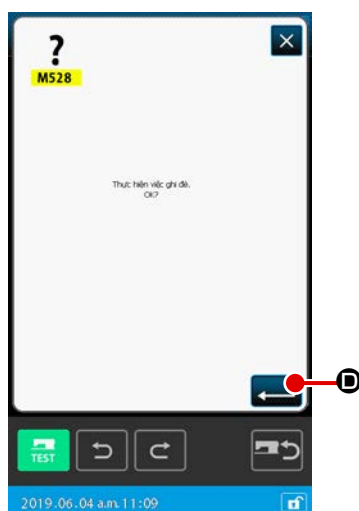 ?
M528
Thực hiện việc ghi đè.
OK?
D
TEST
2019.06.04 a.m. 11:09